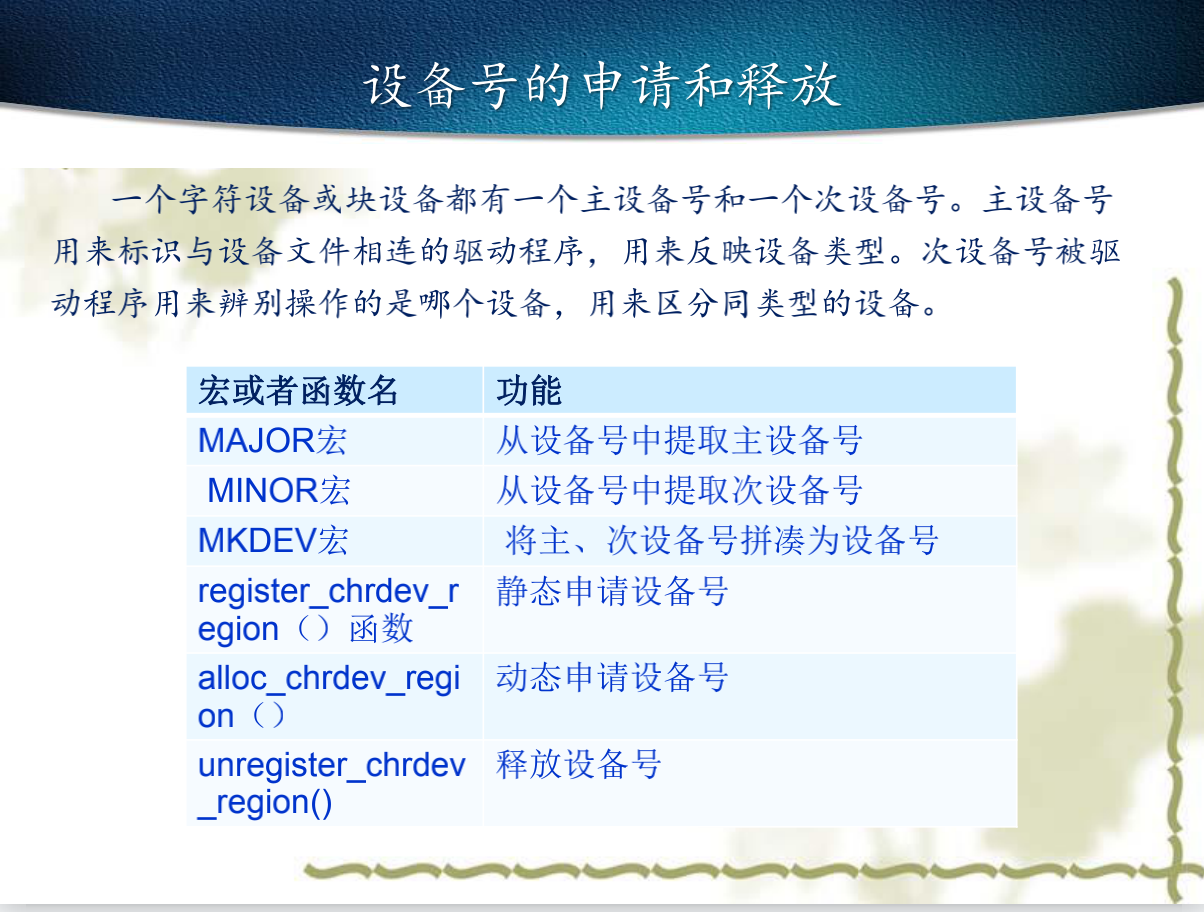 设备号的申请和释放
一个字符设备或块设备都有一个主设备号和一个次设备号。主设备号
用来标识与设备文件相连的驱动程序，用来反映设备类型。次设备号被驱
动程序用来辨别操作的是哪个设备，用来区分同类型的设备。
宏或者函数名 功能
MAJOR宏 从设备号中提取主设备号
MINOR宏 从设备号中提取次设备号
MKDEV宏 将主、次设备号拼凑为设备号
register_chrdev_r 静态申请设备号
egion（）函数
alloc_chrdev_regi 动态申请设备号
on（）
unregister_chrdev 释放设备号
_region()